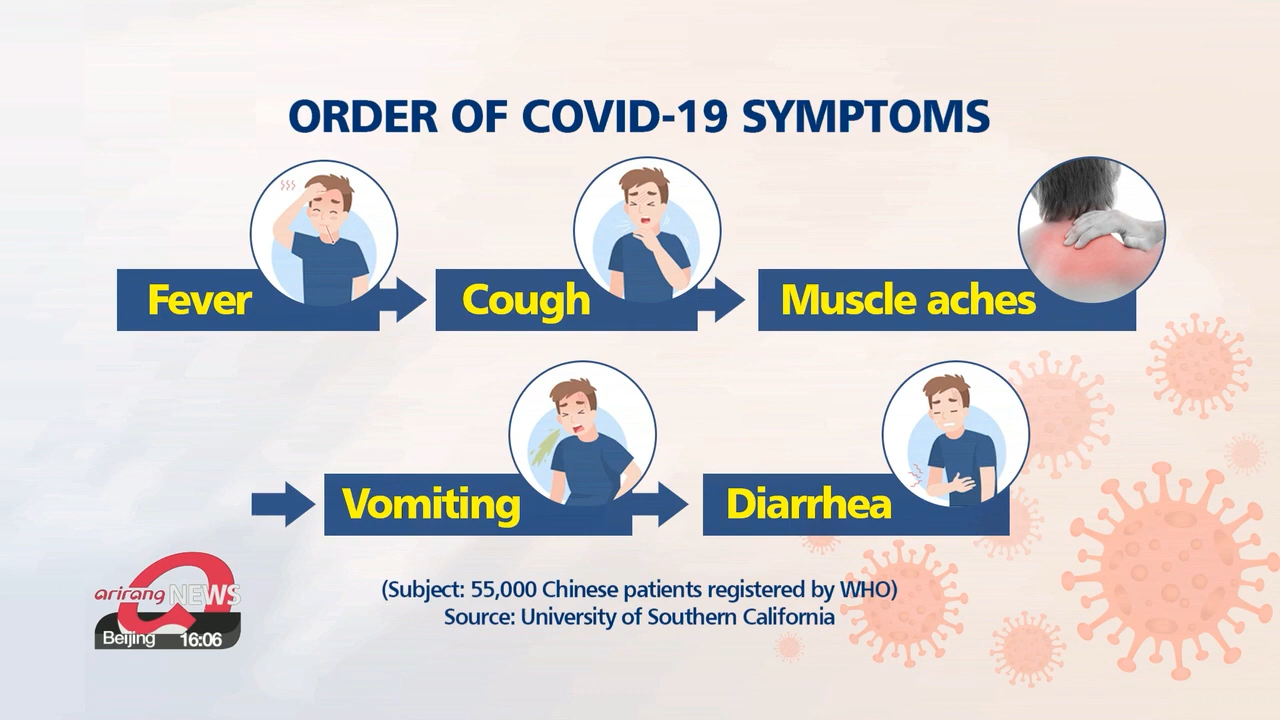 ORDER OF COVID-19 SYMPTOMS
Fever
Cough
Muscle aches
Vomiting
Diarrhea
(Subject: 55,000 Chinese patients registered by WHO)
Source: University of Southern California
arirang NEWS
Beijing 16:06